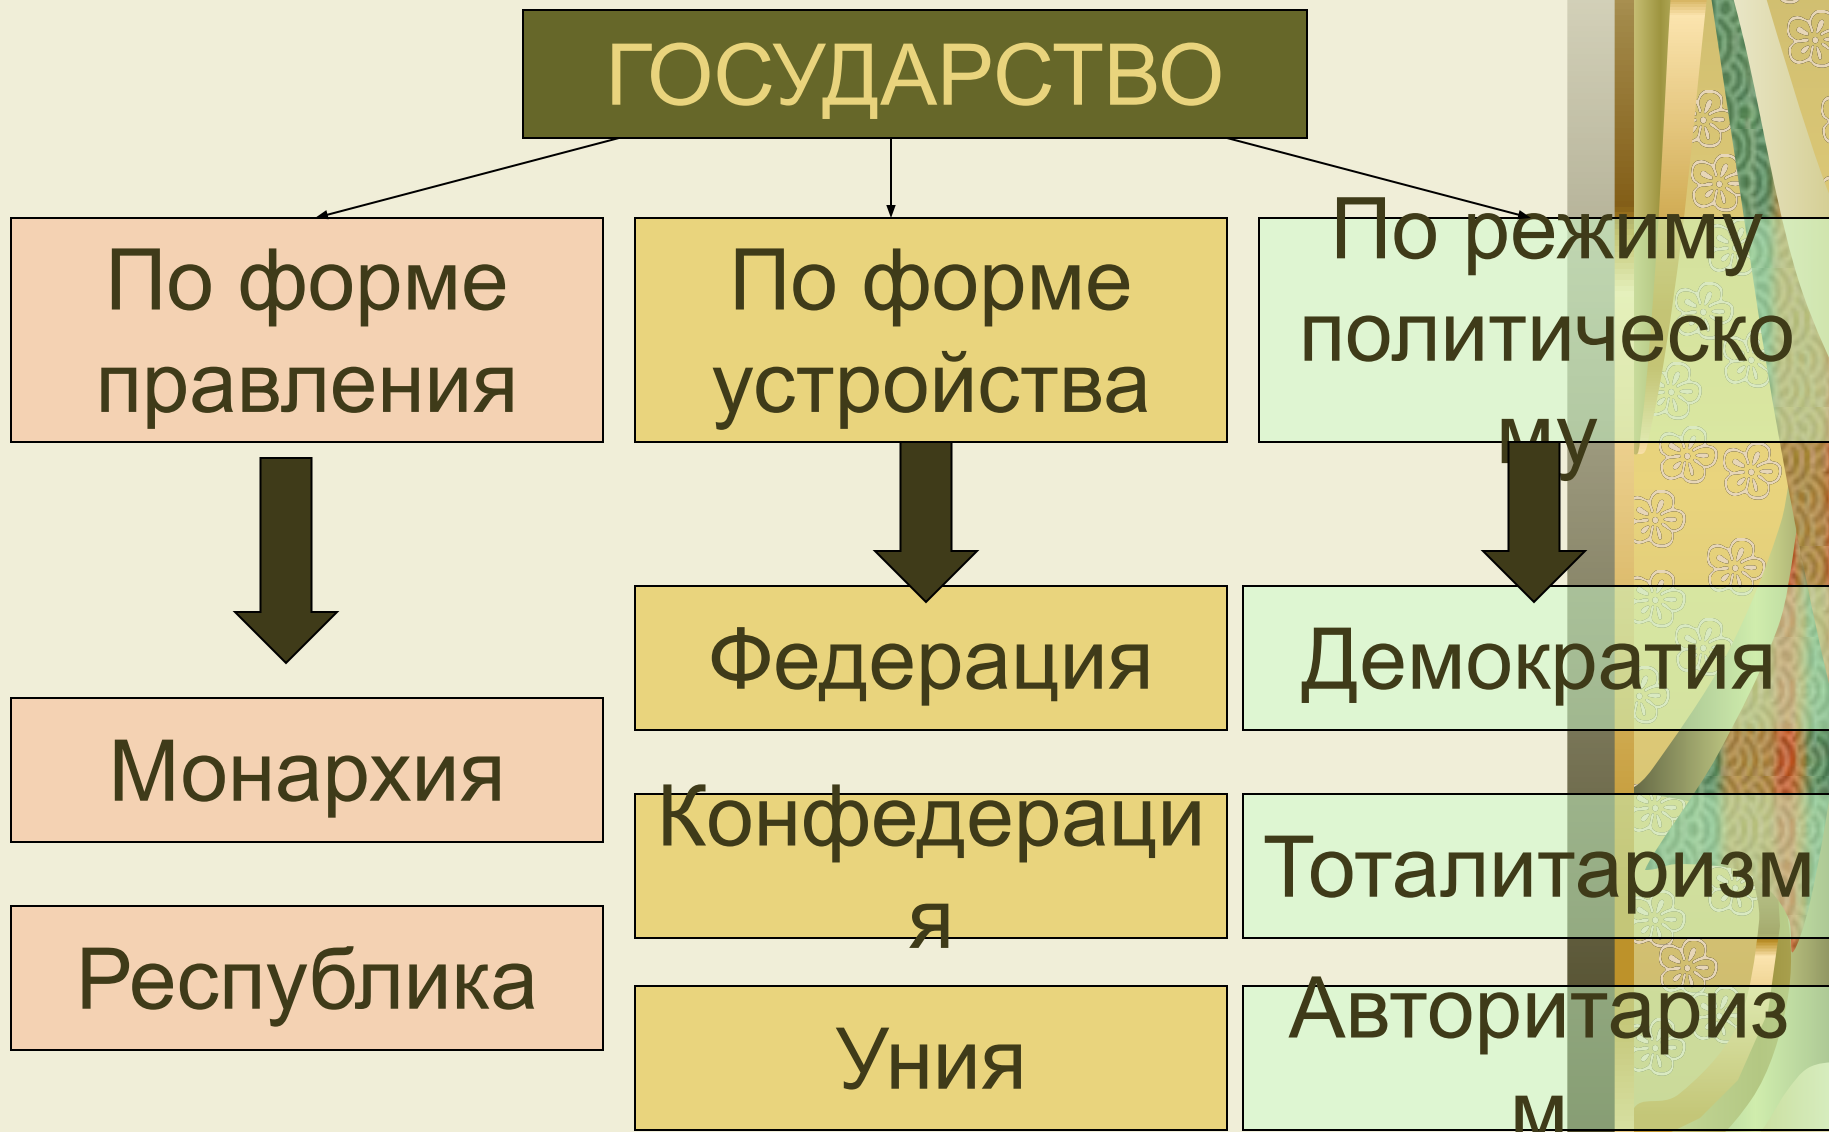 ГОСУДАРСТВО
По форме
правления
По форме
устройства
По режиму
политическо
му
Монархия
Республика
Федерация
Конфедераци
я
Уния
Демократия
Тоталитаризм
Авторитариз
м